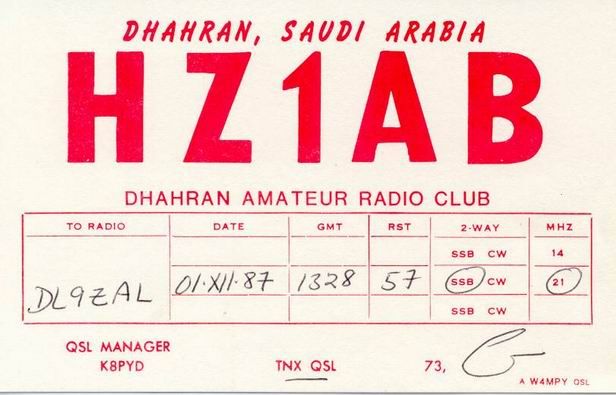 DHAHRAN, SAUDI ARABIA
HZ1AB
DHAHRAN AMATEUR RADIO CLUB
TO RADIO DATE GMT RST 2-WAY MHZ
SSB CW 14
DL9ZAL 01·XII·87 1328 57 SSB CW 21
SSB CW
QSL MANAGER
K8PYD TNX QSL 73,
A W4MPY QSL